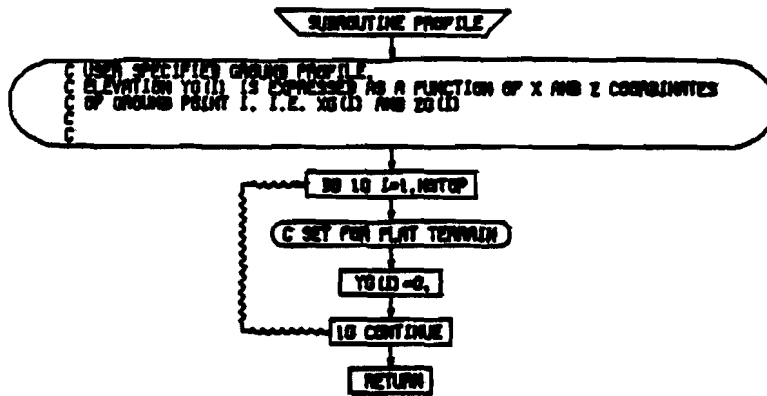 SUBROUTINE PROFILE
C USER SPECIFIED GROUND PROFILE.
C ELEVATION YG(I) IS EXPRESSED AS A FUNCTION OF X AND Z COORDINATES
C OF GROUND POINT I. I.E. XG(I) AND ZG(I)
C
C
DO 10 I=1,NGTOP
C SET FOR FLAT TERRAIN
YG(I)=0.
10 CONTINUE
RETURN